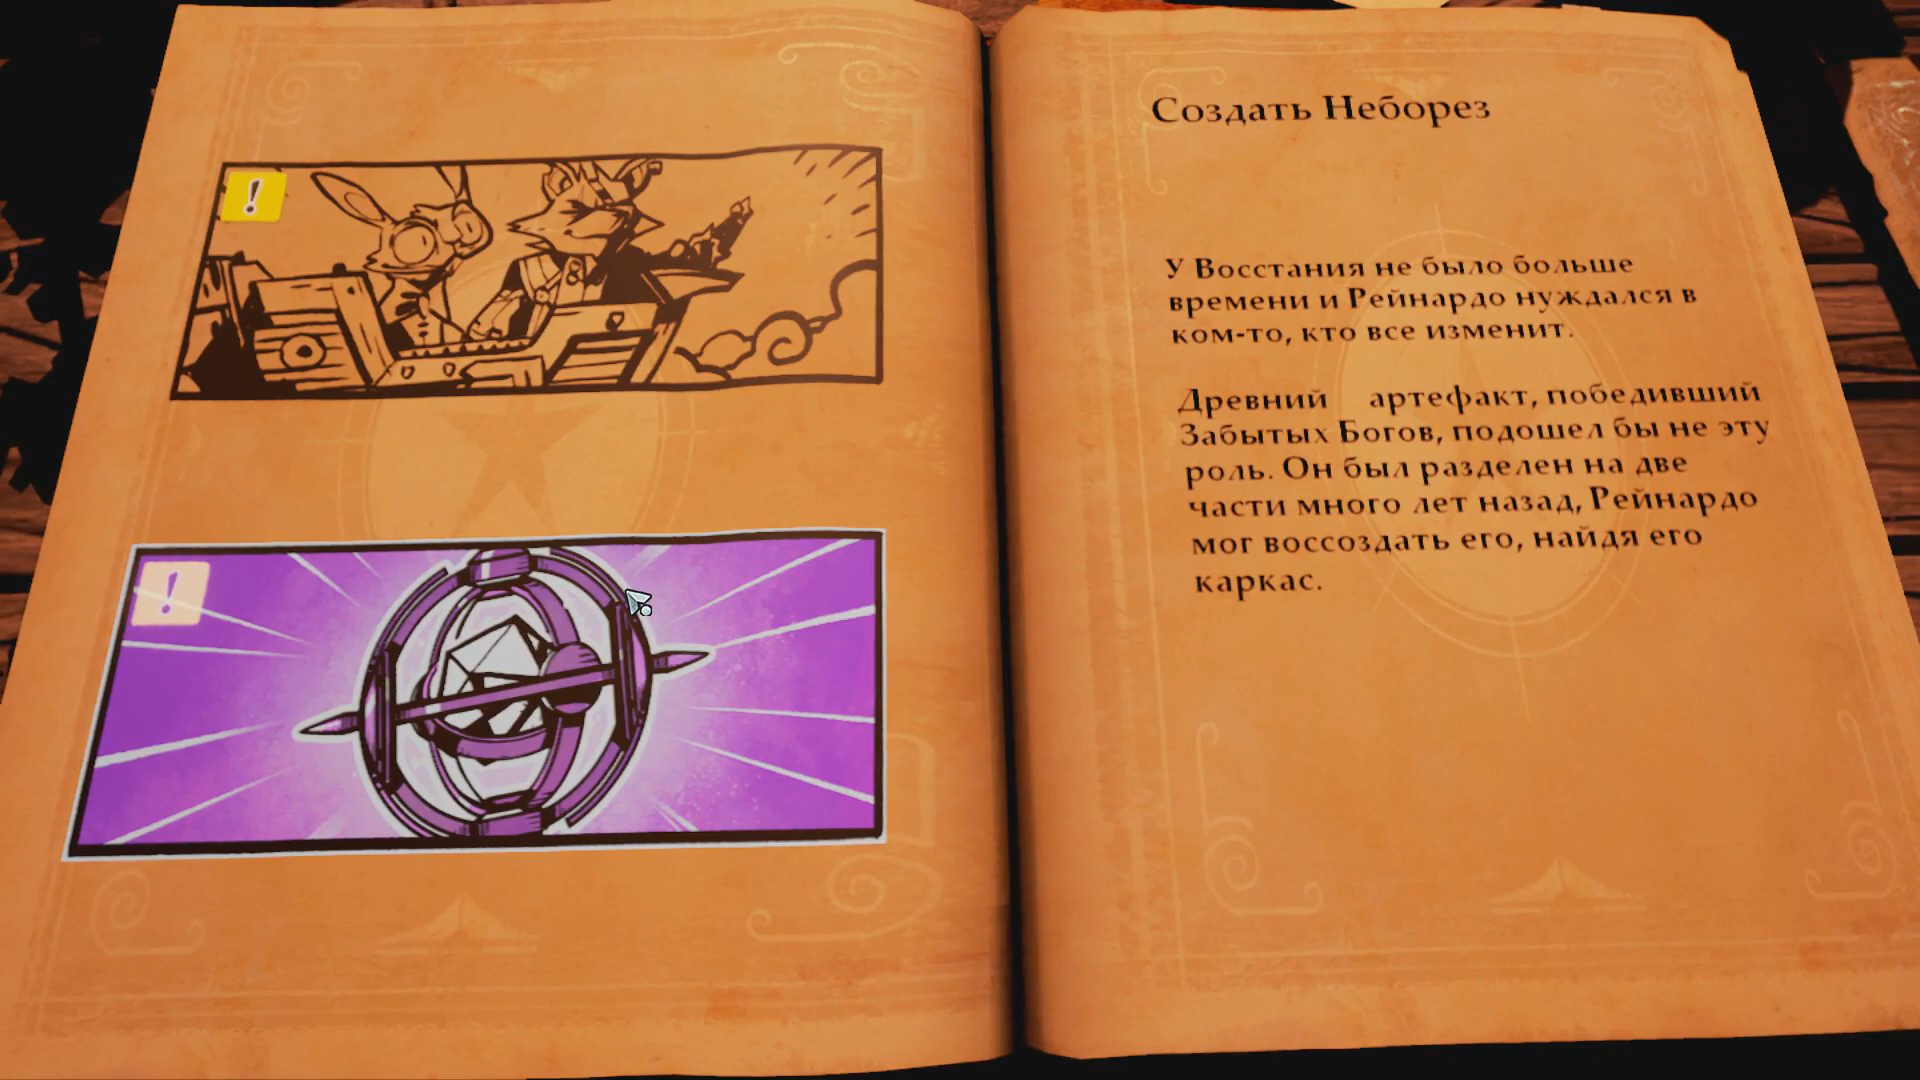 !
!
Создать Неборез
У Восстания не было больше
времени и Рейнардо нуждался в
ком-то, кто все изменит.
Древний артефакт, победивший
Забытых Богов, подошел бы не эту
роль. Он был разделен на две
части много лет назад, Рейнардо
мог воссоздать его, найдя его
каркас.